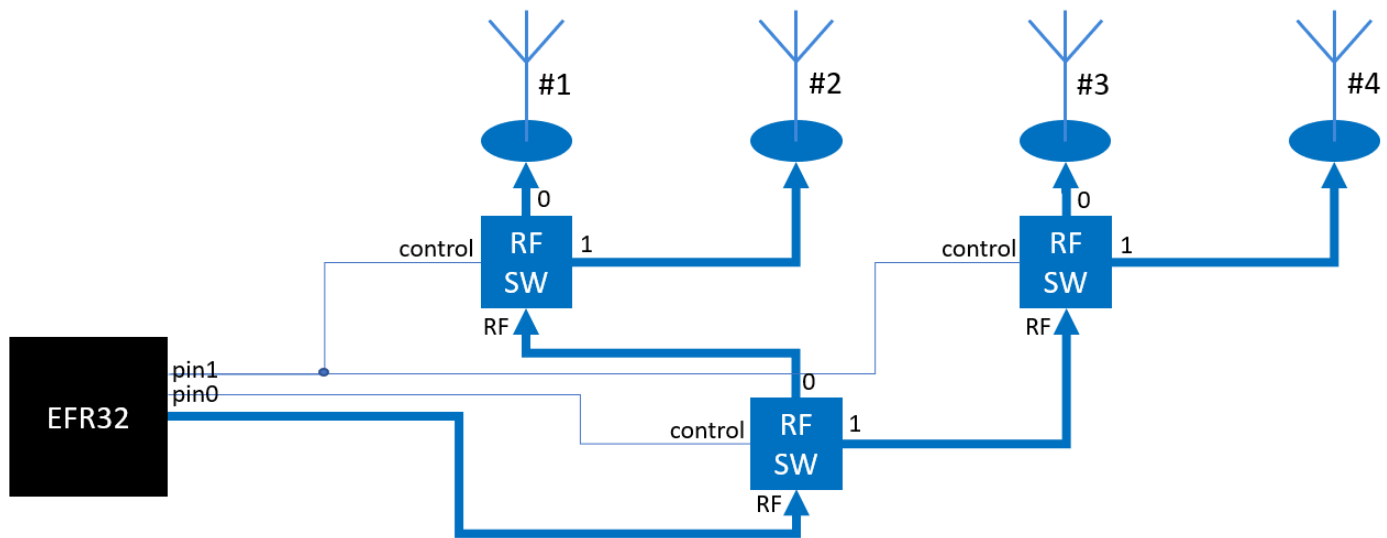 #1
#2
#3
#4
0
0
RF
SW
control
1
RF
SW
control
1
RF
RF
pin1
pin0
EFR32
0
RF
SW
control
1
RF